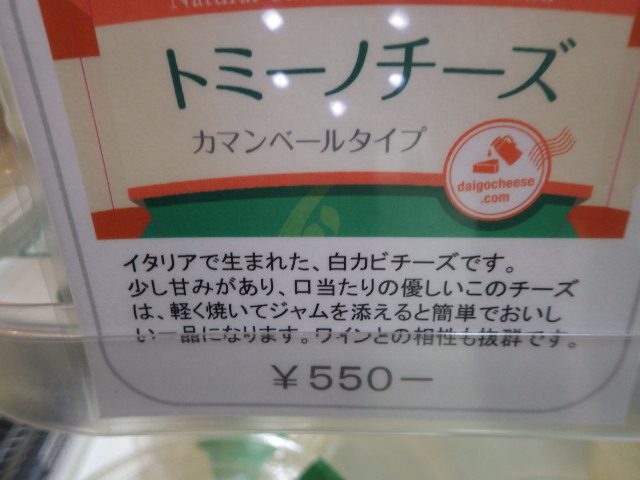 Natural
トミーノチーズ
カマンベールタイプ
daigocheese
.com
イタリアで生まれた、白カビチーズです。
少し甘みがあり、口当たりの優しいこのチーズ
は、軽く焼いてジャムを添えると簡単でおいし
い一品になります。ワインとの相性も抜群です。
￥550－